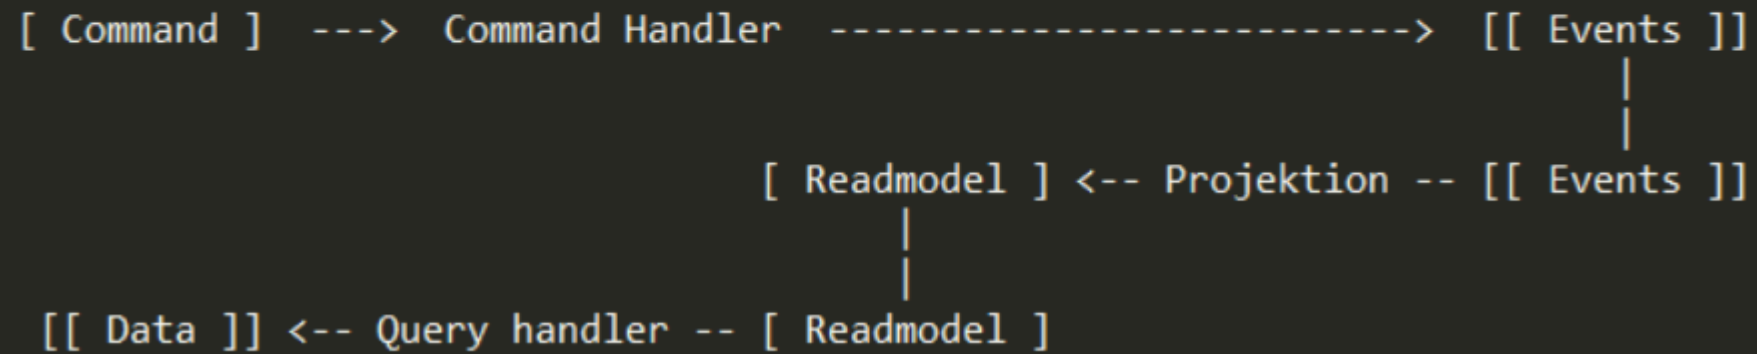 [ Command ] ---> Command Handler --------------------------> [[ Events ]]
|
|
[ Readmodel ] <-- Projektion -- [[ Events ]]
|
|
[[ Data ]] <-- Query handler -- [ Readmodel ]